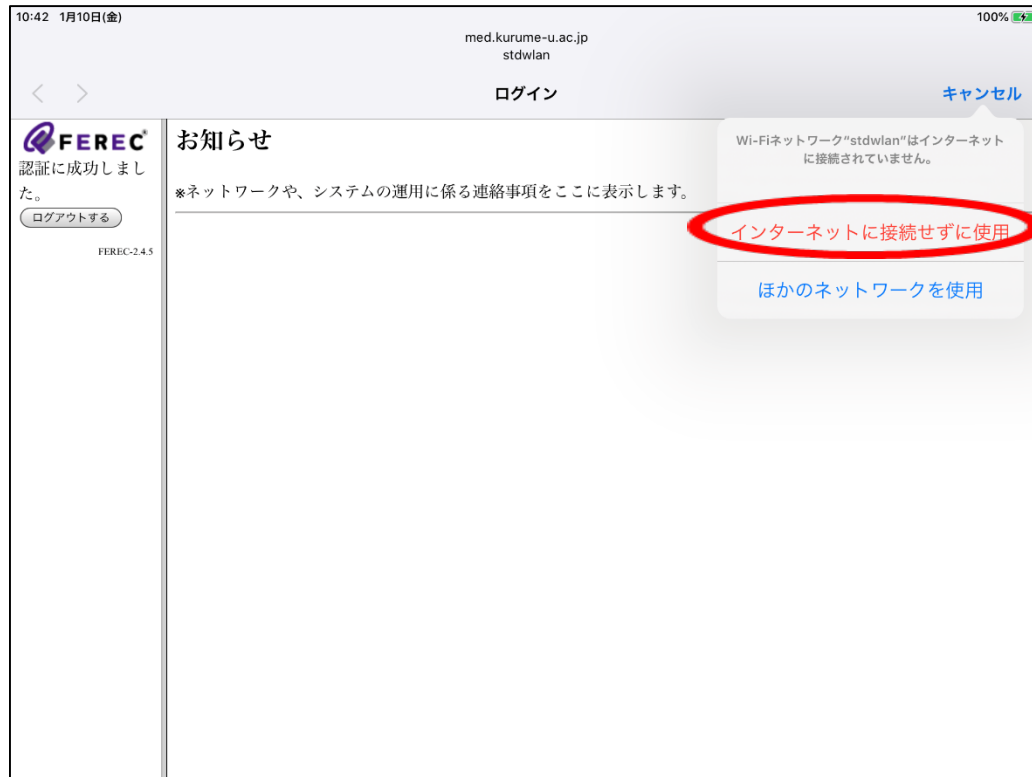 10:42 1月10日(金)
100%
med.kurume-u.ac.jp
stdwlan
ログイン
キャンセル
FEREC
認証に成功しまし
た。
ログアウトする
FEREC-2.4.5
お知らせ
※ネットワークや、システムの運用に係る連絡事項をここに表示します。
Wi-Fiネットワーク"stdwlan"はインターネット
に接続されていません。
インターネットに接続せずに使用
ほかのネットワークを使用